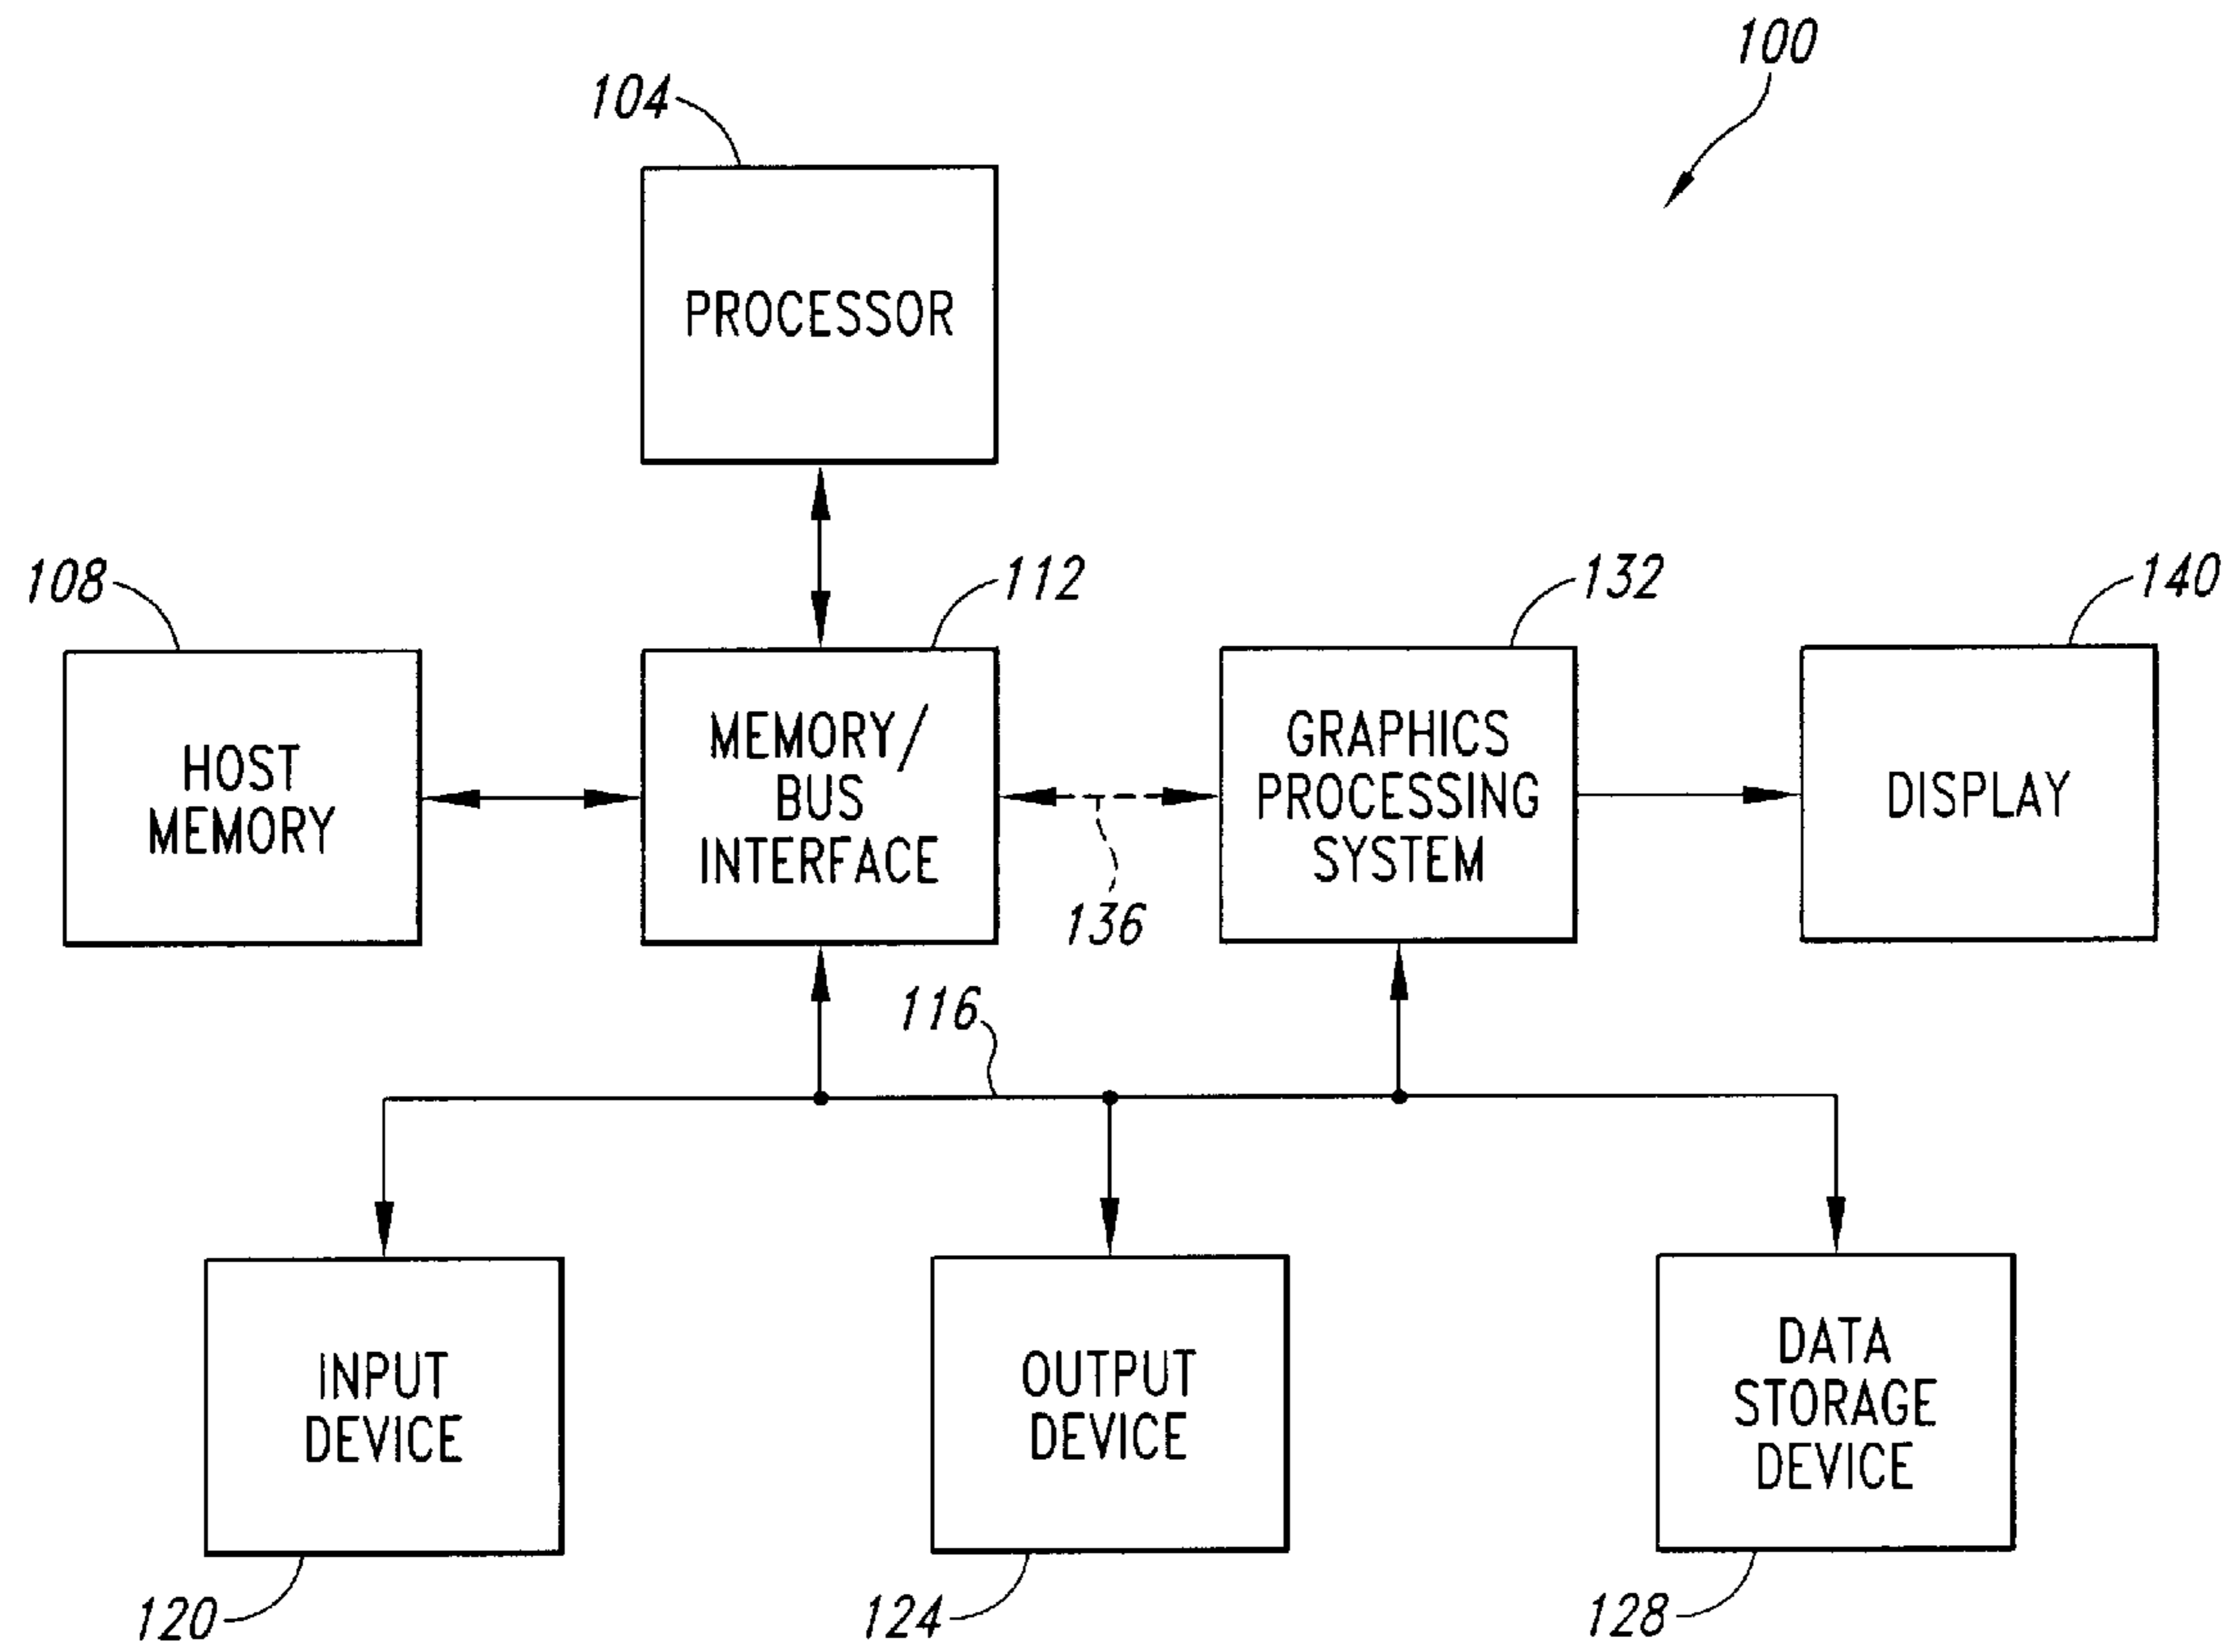 100
104
PROCESSOR
108
112
132
140
HOST
MEMORY
MEMORY/
BUS
INTERFACE
GRAPHICS
PROCESSING
SYSTEM
DISPLAY
136
116
INPUT
DEVICE
OUTPUT
DEVICE
DATA
STORAGE
DEVICE
120
124
128